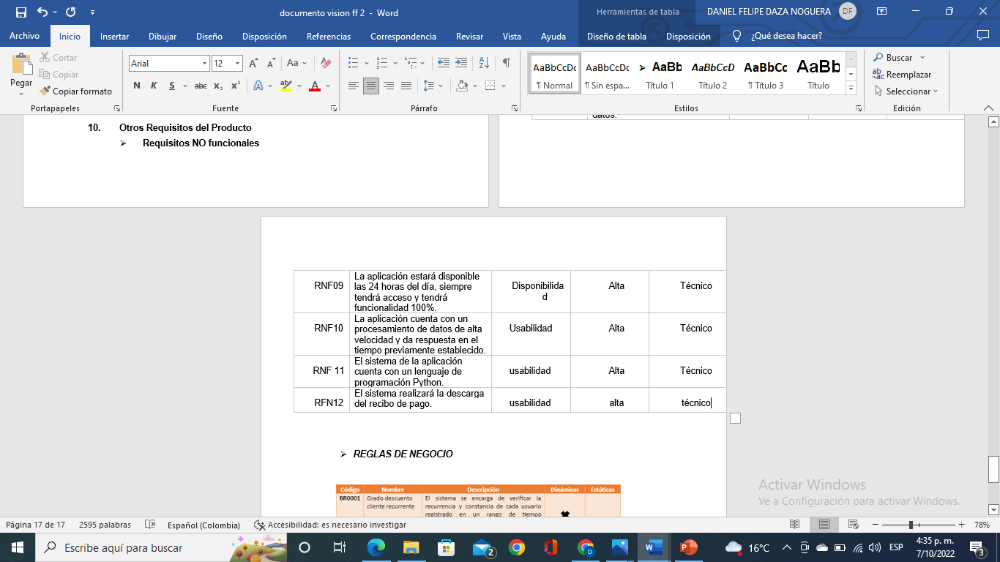 documento vision ff 2 - Word
Herramientas de tabla
DANIEL FELIPE DAZA NOGUERA
DF
Archivo
Inicio
Insertar
Dibujar
Diseño
Disposición
Referencias
Correspondencia
Revisar
Vista
Ayuda
Diseño de tabla
Disposición
¿Qué desea hacer?
Pegar
Cortar
Copiar
Copiar formato
Portapapeles
Arial
12
Fuente
Párrafo
AaBbCcDc
¶ Normal
AaBbCcDc
¶ Sin espa...
AaBb
Título 1
AaBbCcD
Título 2
AaBbCc
¶ Título 3
AaBb
Título
Estilos
Buscar
Reemplazar
Seleccionar
Edición
10. Otros Requisitos del Producto
Requisitos NO funcionales
datos.
RNF09
La aplicación estará disponible
las 24 horas del día, siempre
tendrá acceso y tendrá
funcionalidad 100%.
Disponibilida
d
Alta
Técnico
RNF10
La aplicación cuenta con un
procesamiento de datos de alta
velocidad y da respuesta en el
tiempo previamente establecido.
Usabilidad
Alta
Técnico
RNF 11
El sistema de la aplicación
cuenta con un lenguaje de
programación Python.
usabilidad
Alta
Técnico
RFN12
El sistema realizará la descarga
del recibo de pago.
usabilidad
alta
técnico
REGLAS DE NEGOCIO
Código
Nombre
Descripción
Dinámicas
Estáticas
BR0001
Grado descuento
cliente recurrente
El sistema se encarga de verificar la
recurrencia y constancia de cada usuario
registrado en un rango de tiempo
Activar Windows
Ve a Configuración para activar Windows.
Página 17 de 17
2595 palabras
Español (Colombia)
Accesibilidad: es necesario investigar
78%
Escribe aquí para buscar
2
16°C
ESP
4:35 p. m.
7/10/2022
3